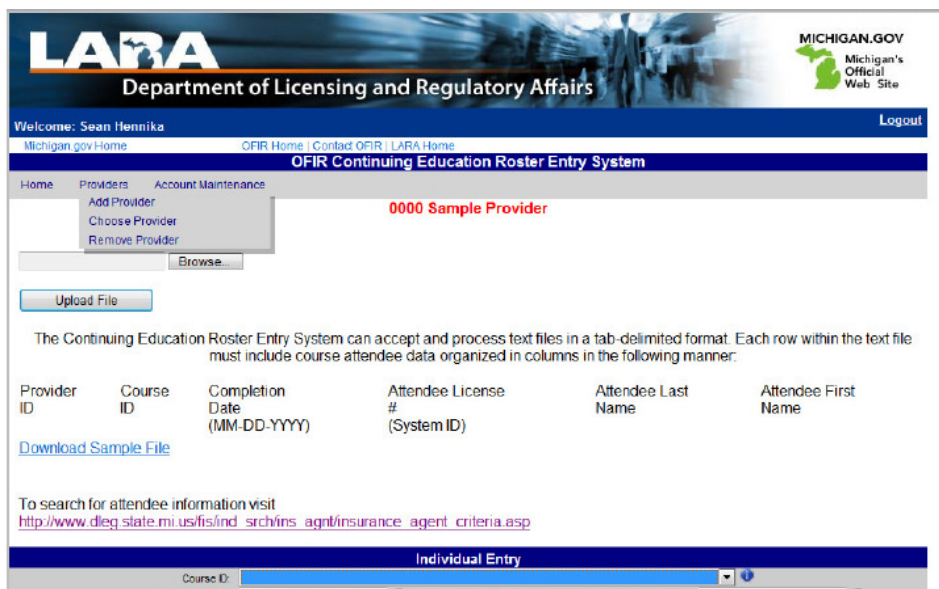 LARA
Department of Licensing and Regulatory Affairs
MICHIGAN.GOV
Michigan's
Official
Web Site
Welcome: Sean Hennika
Logout
Michigan.gov Home
OFIR Home | Contact OFIR | LARA Home
OFIR Continuing Education Roster Entry System
Home Providers Account Maintenance
Add Provider
Choose Provider
Remove Provider
0000 Sample Provider
Browse...
Upload File
The Continuing Education Roster Entry System can accept and process text files in a tab-delimited format. Each row within the text file
must include course attendee data organized in columns in the following manner:
Provider Course Completion Attendee License Attendee Last Attendee First
ID ID Date # Name Name
(MM-DD-YYYY) (System ID)
Download Sample File
To search for attendee information visit
http://www.dleg.state.mi.us/fis/ind_srch/ins_agnt/insurance_agent_criteria.asp
Individual Entry
Course ID: